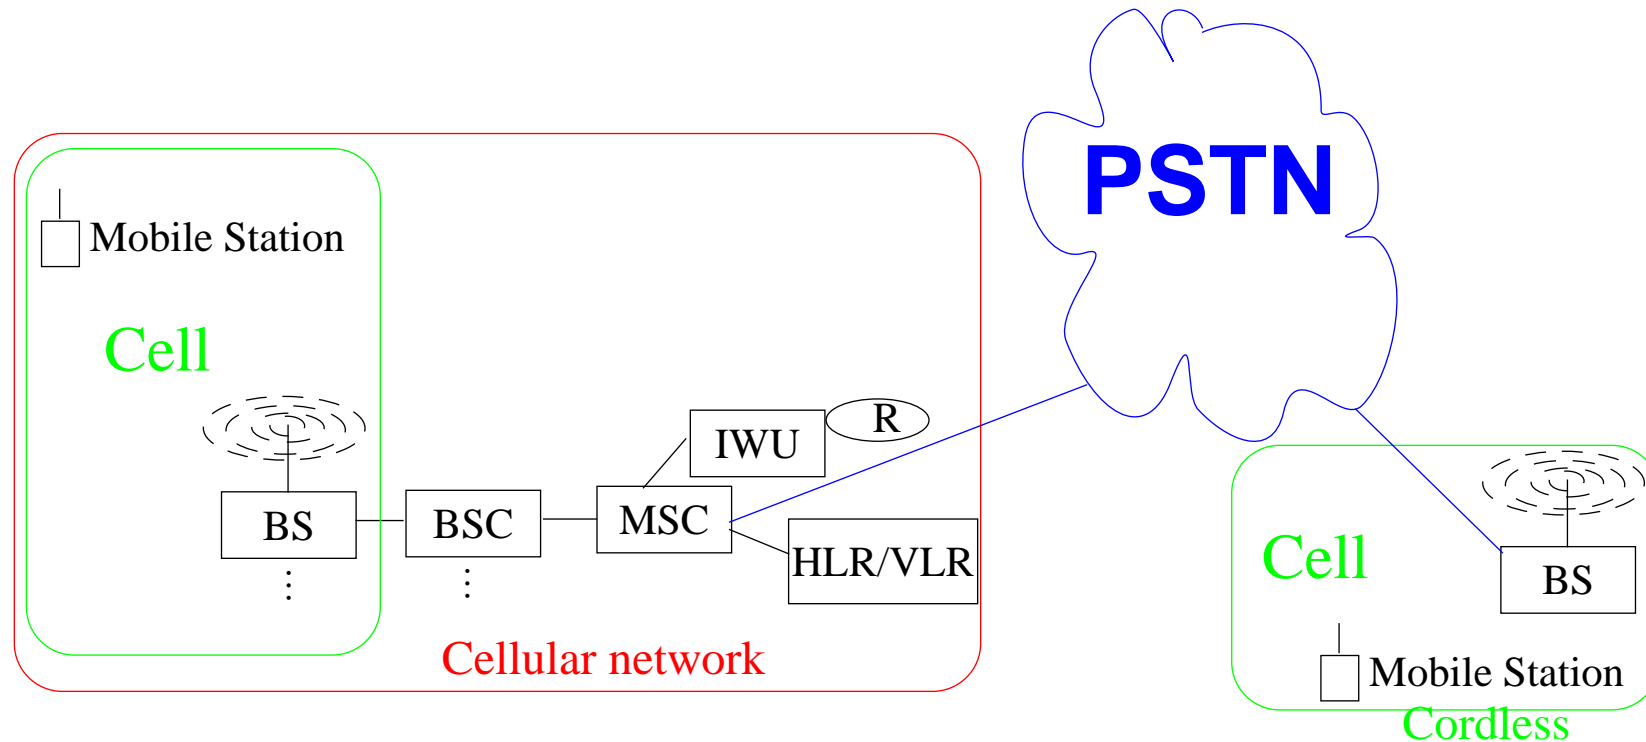 PSTN
Mobile Station
Cell
IWU
R
BS
BSC
MSC
HLR/VLR
Cellular network
Cell
BS
Mobile Station
Cordless